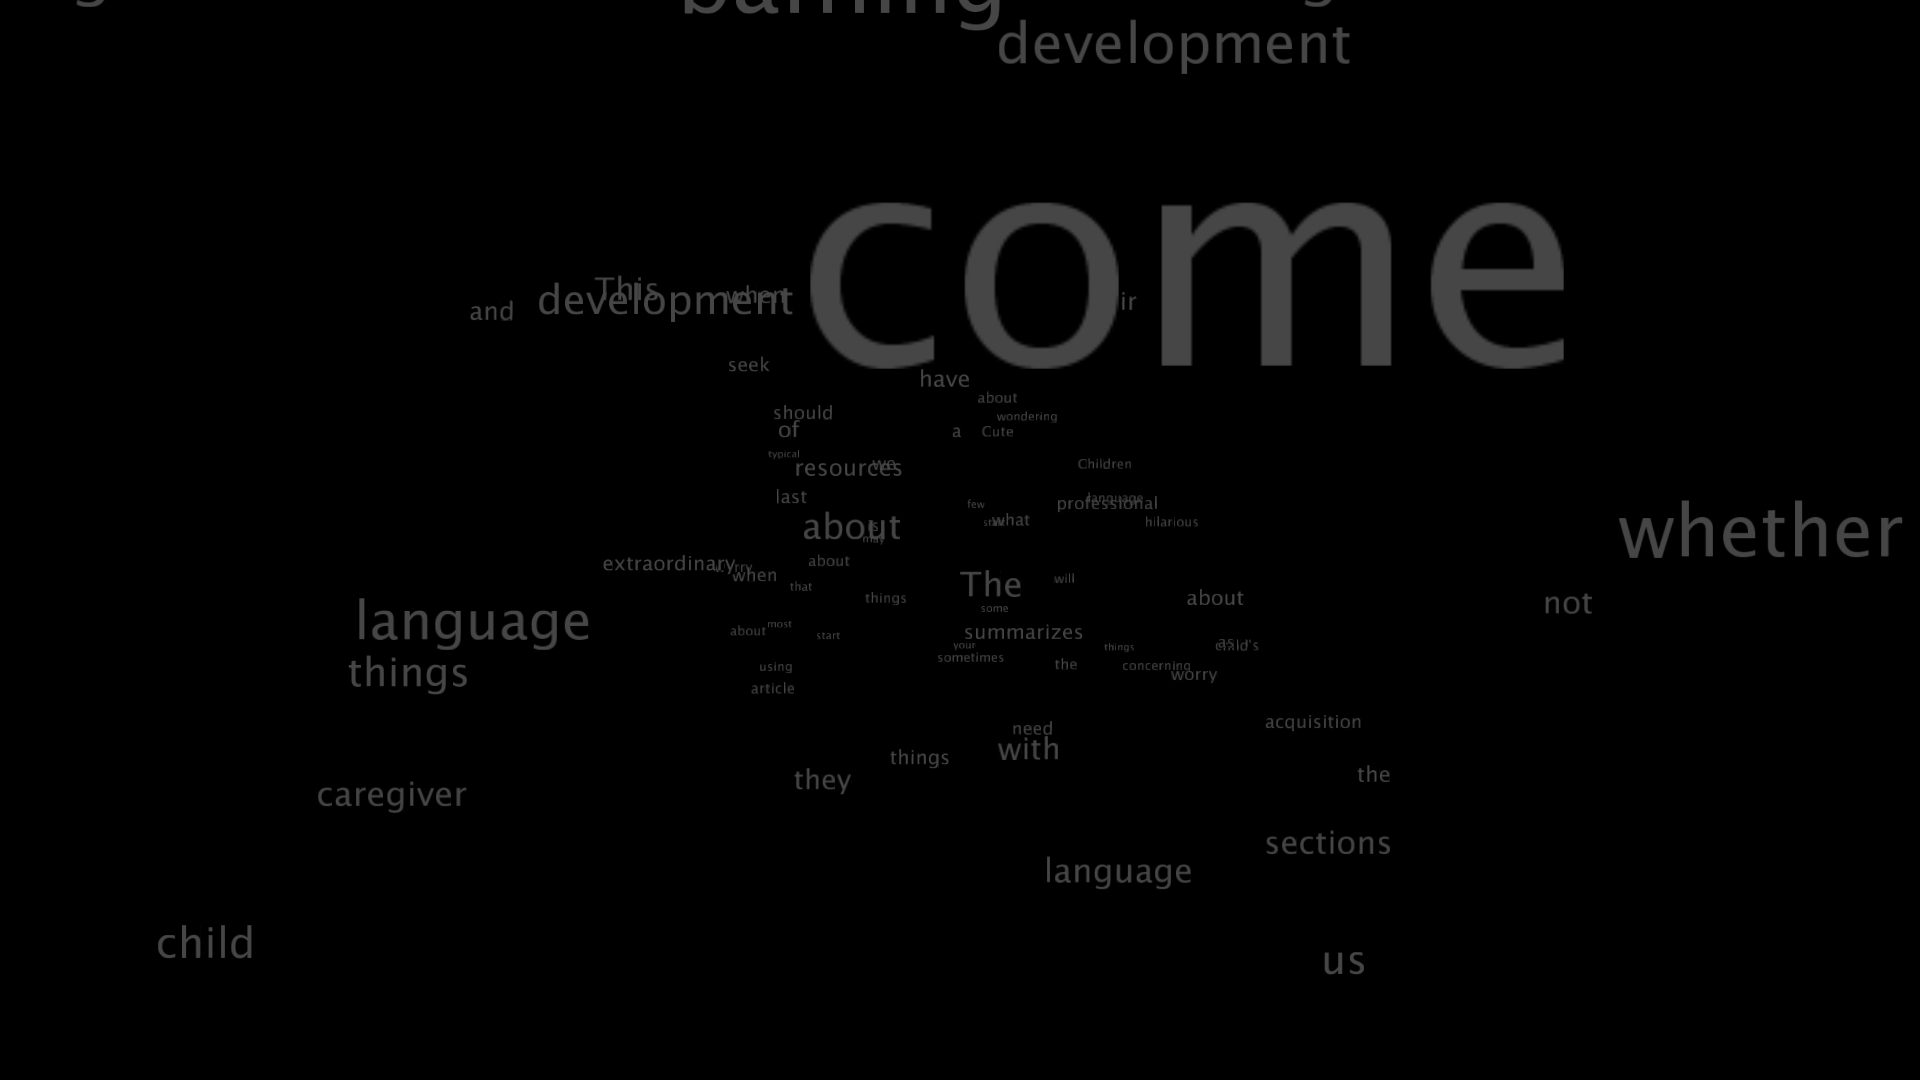 development
come
This
when
and
development
ir
seek
have
about
should
wondering
of
a
Cute
typical
resources
we
Children
last
language
professional
few
what
hilarious
about
is
may
whether
extraordinary
about
when
that
The
will
things
some
about
not
language
most
about
start
summarizes
your
things
child's
as
sometimes
using
the
concerning
worry
things
article
acquisition
need
with
things
the
they
caregiver
sections
language
child
us